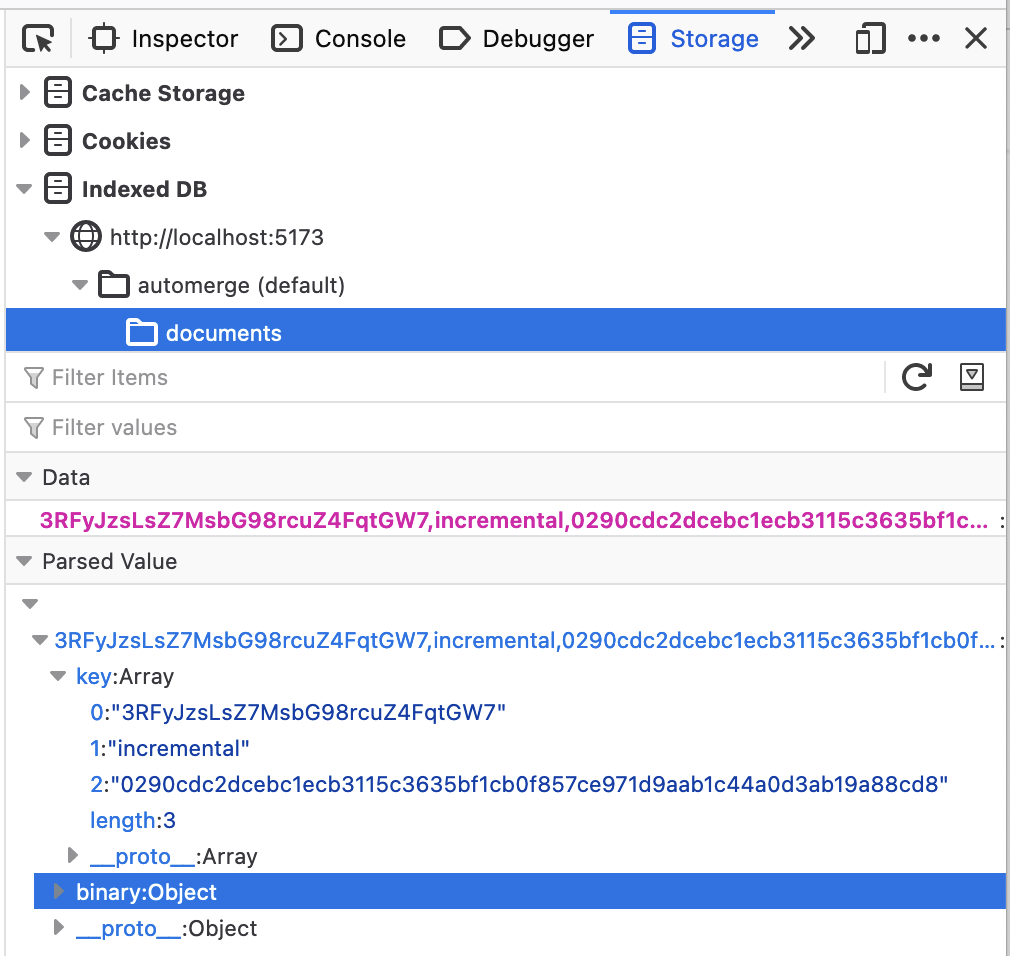 Inspector Console Debugger Storage
Cache Storage
Cookies
Indexed DB
http://localhost:5173
automerge (default)
documents
Filter Items
Filter values
Data
3RFyJzsLsZ7MsbG98rcuZ4FqtGW7,incremental,0290cdc2dcebc1ecb3115c3635bf1c... :
Parsed Value
3RFyJzsLsZ7MsbG98rcuZ4FqtGW7,incremental,0290cdc2dcebc1ecb3115c3635bf1cb0f... :
key:Array
0:"3RFyJzsLsZ7MsbG98rcuZ4FqtGW7"
1:"incremental"
2:"0290cdc2dcebc1ecb3115c3635bf1cb0f857ce971d9aab1c44a0d3ab19a88cd8"
length:3
__proto__:Array
binary:Object
__proto__:Object